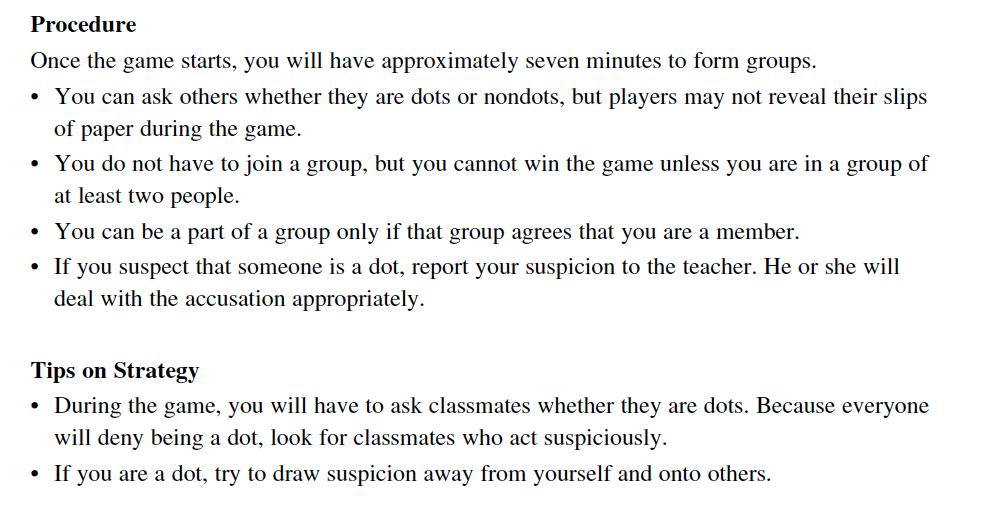 Procedure
Once the game starts, you will have approximately seven minutes to form groups.
• You can ask others whether they are dots or nondots, but players may not reveal their slips
of paper during the game.
• You do not have to join a group, but you cannot win the game unless you are in a group of
at least two people.
• You can be a part of a group only if that group agrees that you are a member.
• If you suspect that someone is a dot, report your suspicion to the teacher. He or she will
deal with the accusation appropriately.
Tips on Strategy
• During the game, you will have to ask classmates whether they are dots. Because everyone
will deny being a dot, look for classmates who act suspiciously.
• If you are a dot, try to draw suspicion away from yourself and onto others.